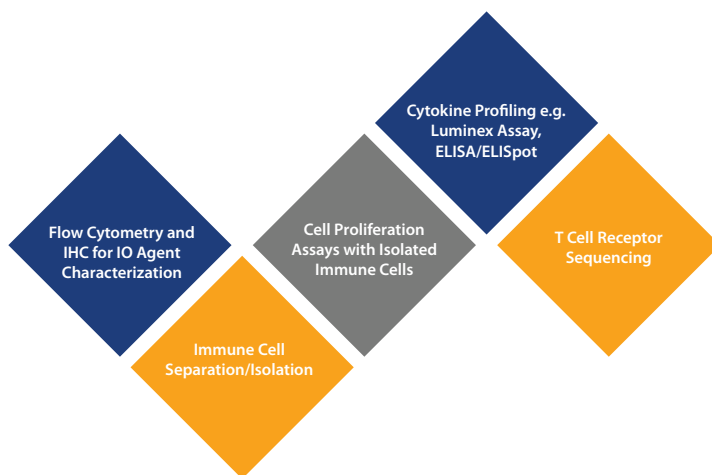 Flow Cytometry and
IHC for IO Agent
Characterization
Immune Cell
Separation/Isolation
Cell Proliferation
Assays with Isolated
Immune Cells
Cytokine Profiling e.g.
Luminex Assay,
ELISA/ELISpot
T Cell Receptor
Sequencing